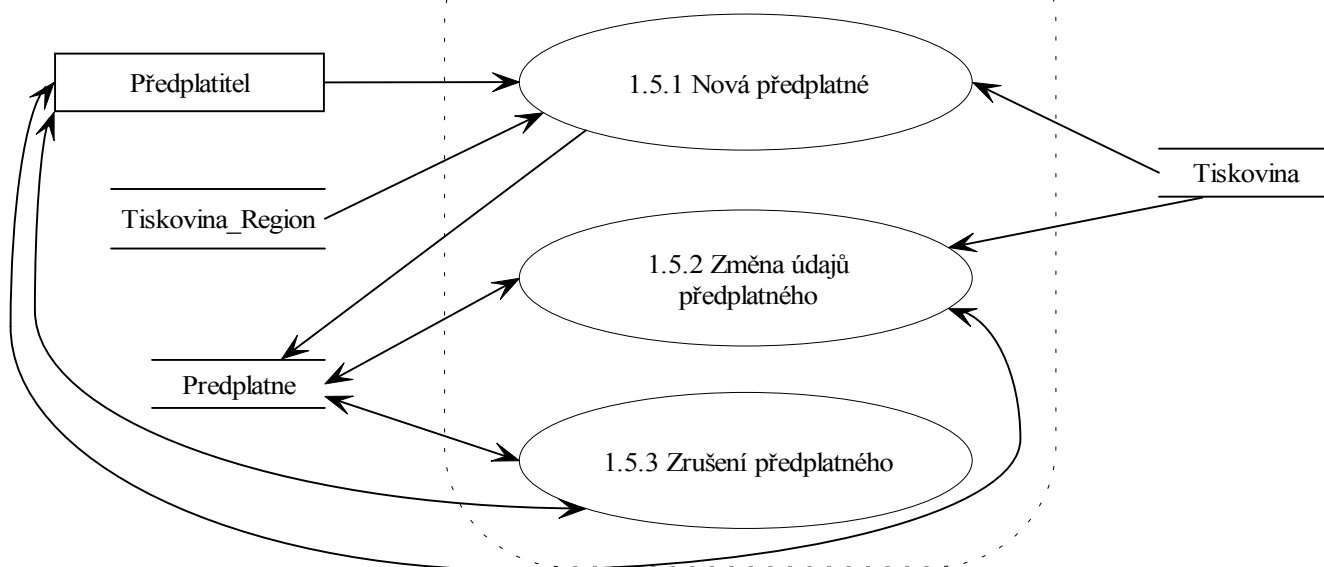 Předplatitel
1.5.1 Nová předplatné
Tiskovina
Tiskovina_Region
1.5.2 Změna údajů
předplatného
Predplatne
1.5.3 Zrušení předplatného